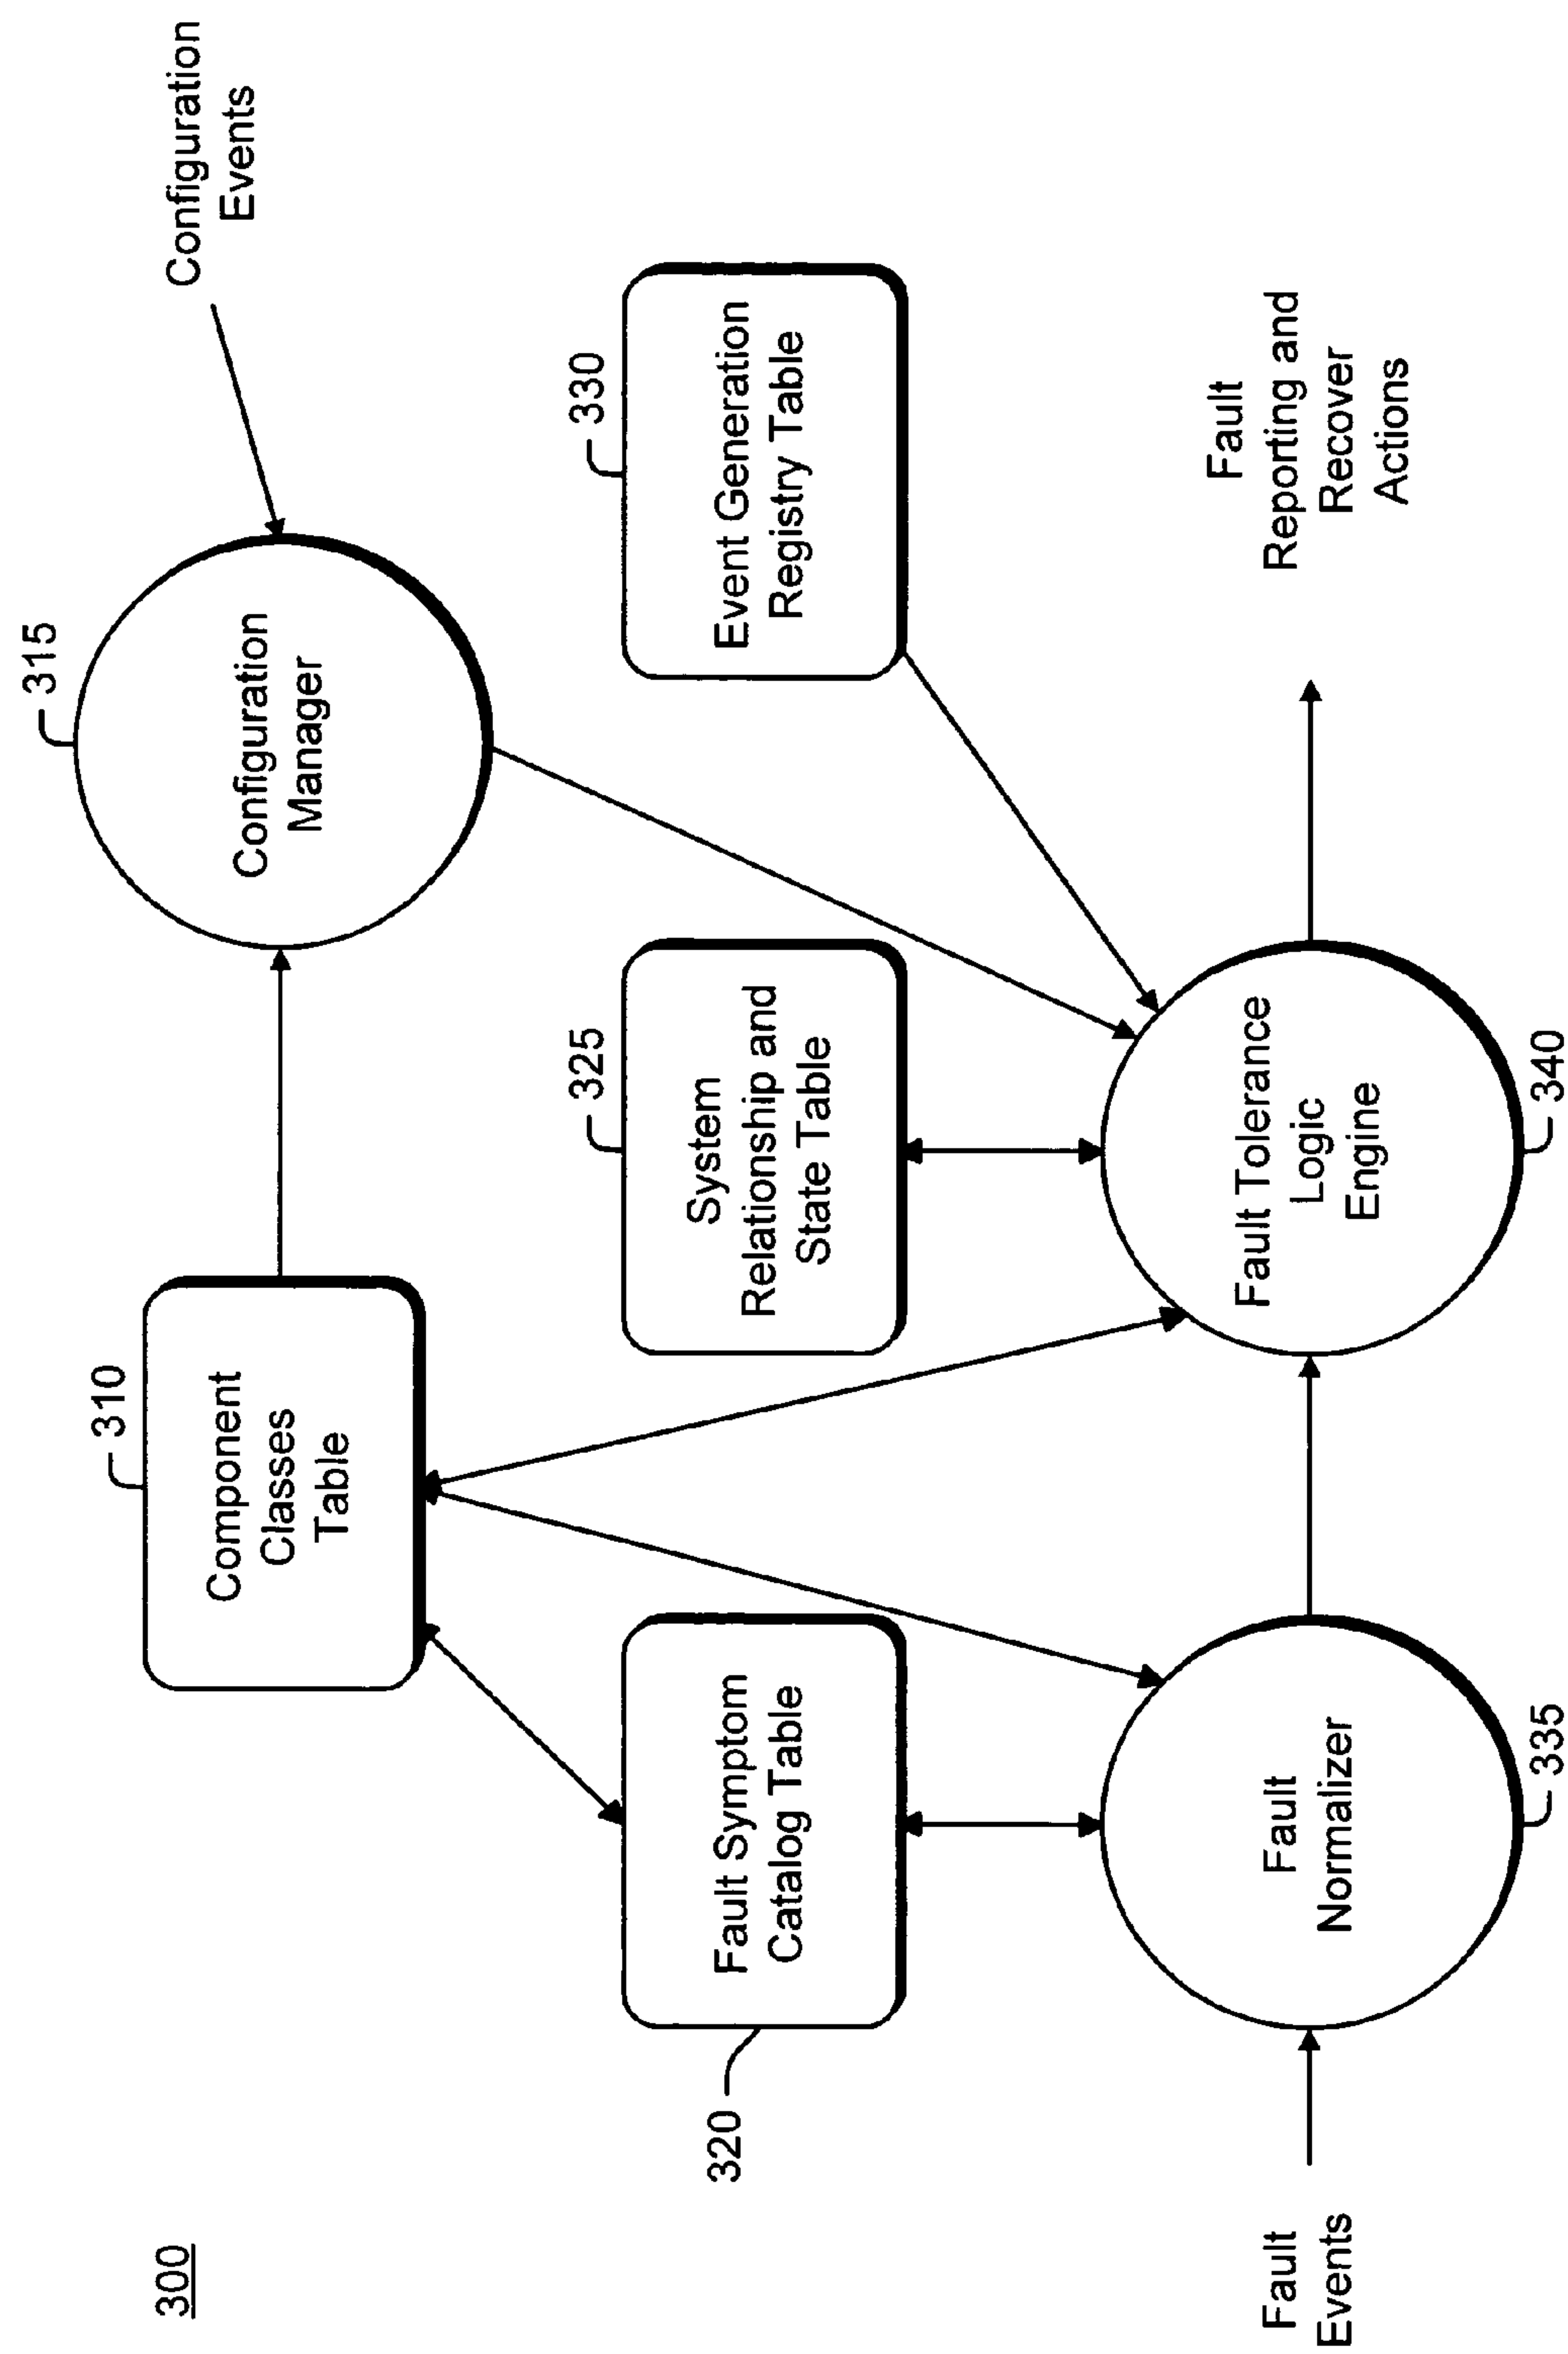 300
310
Component
Classes
Table
315
Configuration
Manager
Configuration
Events
320
Fault Symptom
Catalog Table
325
System
Relationship and
State Table
330
Event Generation
Registry Table
Fault
Events
Fault
Normalizer
335
Fault Tolerance
Logic
Engine
340
Fault
Reporting and
Recover
Actions